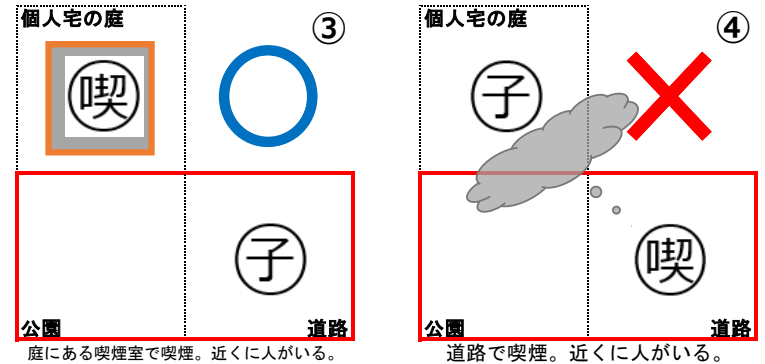 個人宅の庭
③
喫
子
公園
道路
庭にある喫煙室で喫煙。近くに人がいる。
個人宅の庭
④
子
喫
公園
道路
道路で喫煙。近くに人がいる。